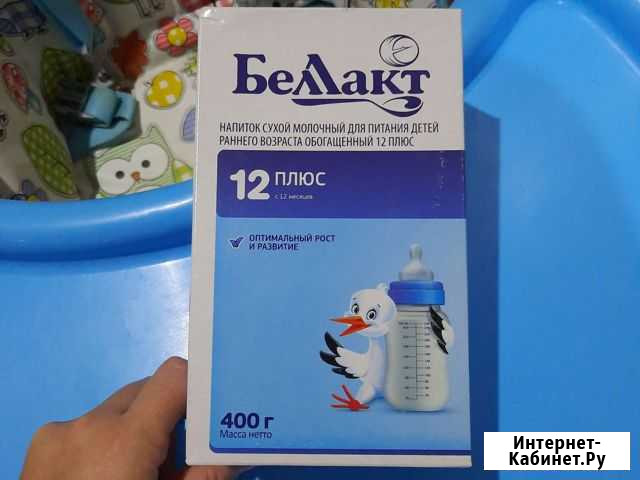 Беллакт
НАПИТОК СУХОЙ МОЛОЧНЫЙ ДЛЯ ПИТАНИЯ ДЕТЕЙ
РАННЕГО ВОЗРАСТА ОБОГАЩЕННЫЙ 12 ПЛЮС
12 ПЛЮС
с 12 месяцев
ОПТИМАЛЬНЫЙ РОСТ
И РАЗВИТИЕ
400 г
Масса нетто
Интернет-
Кабинет.Ру